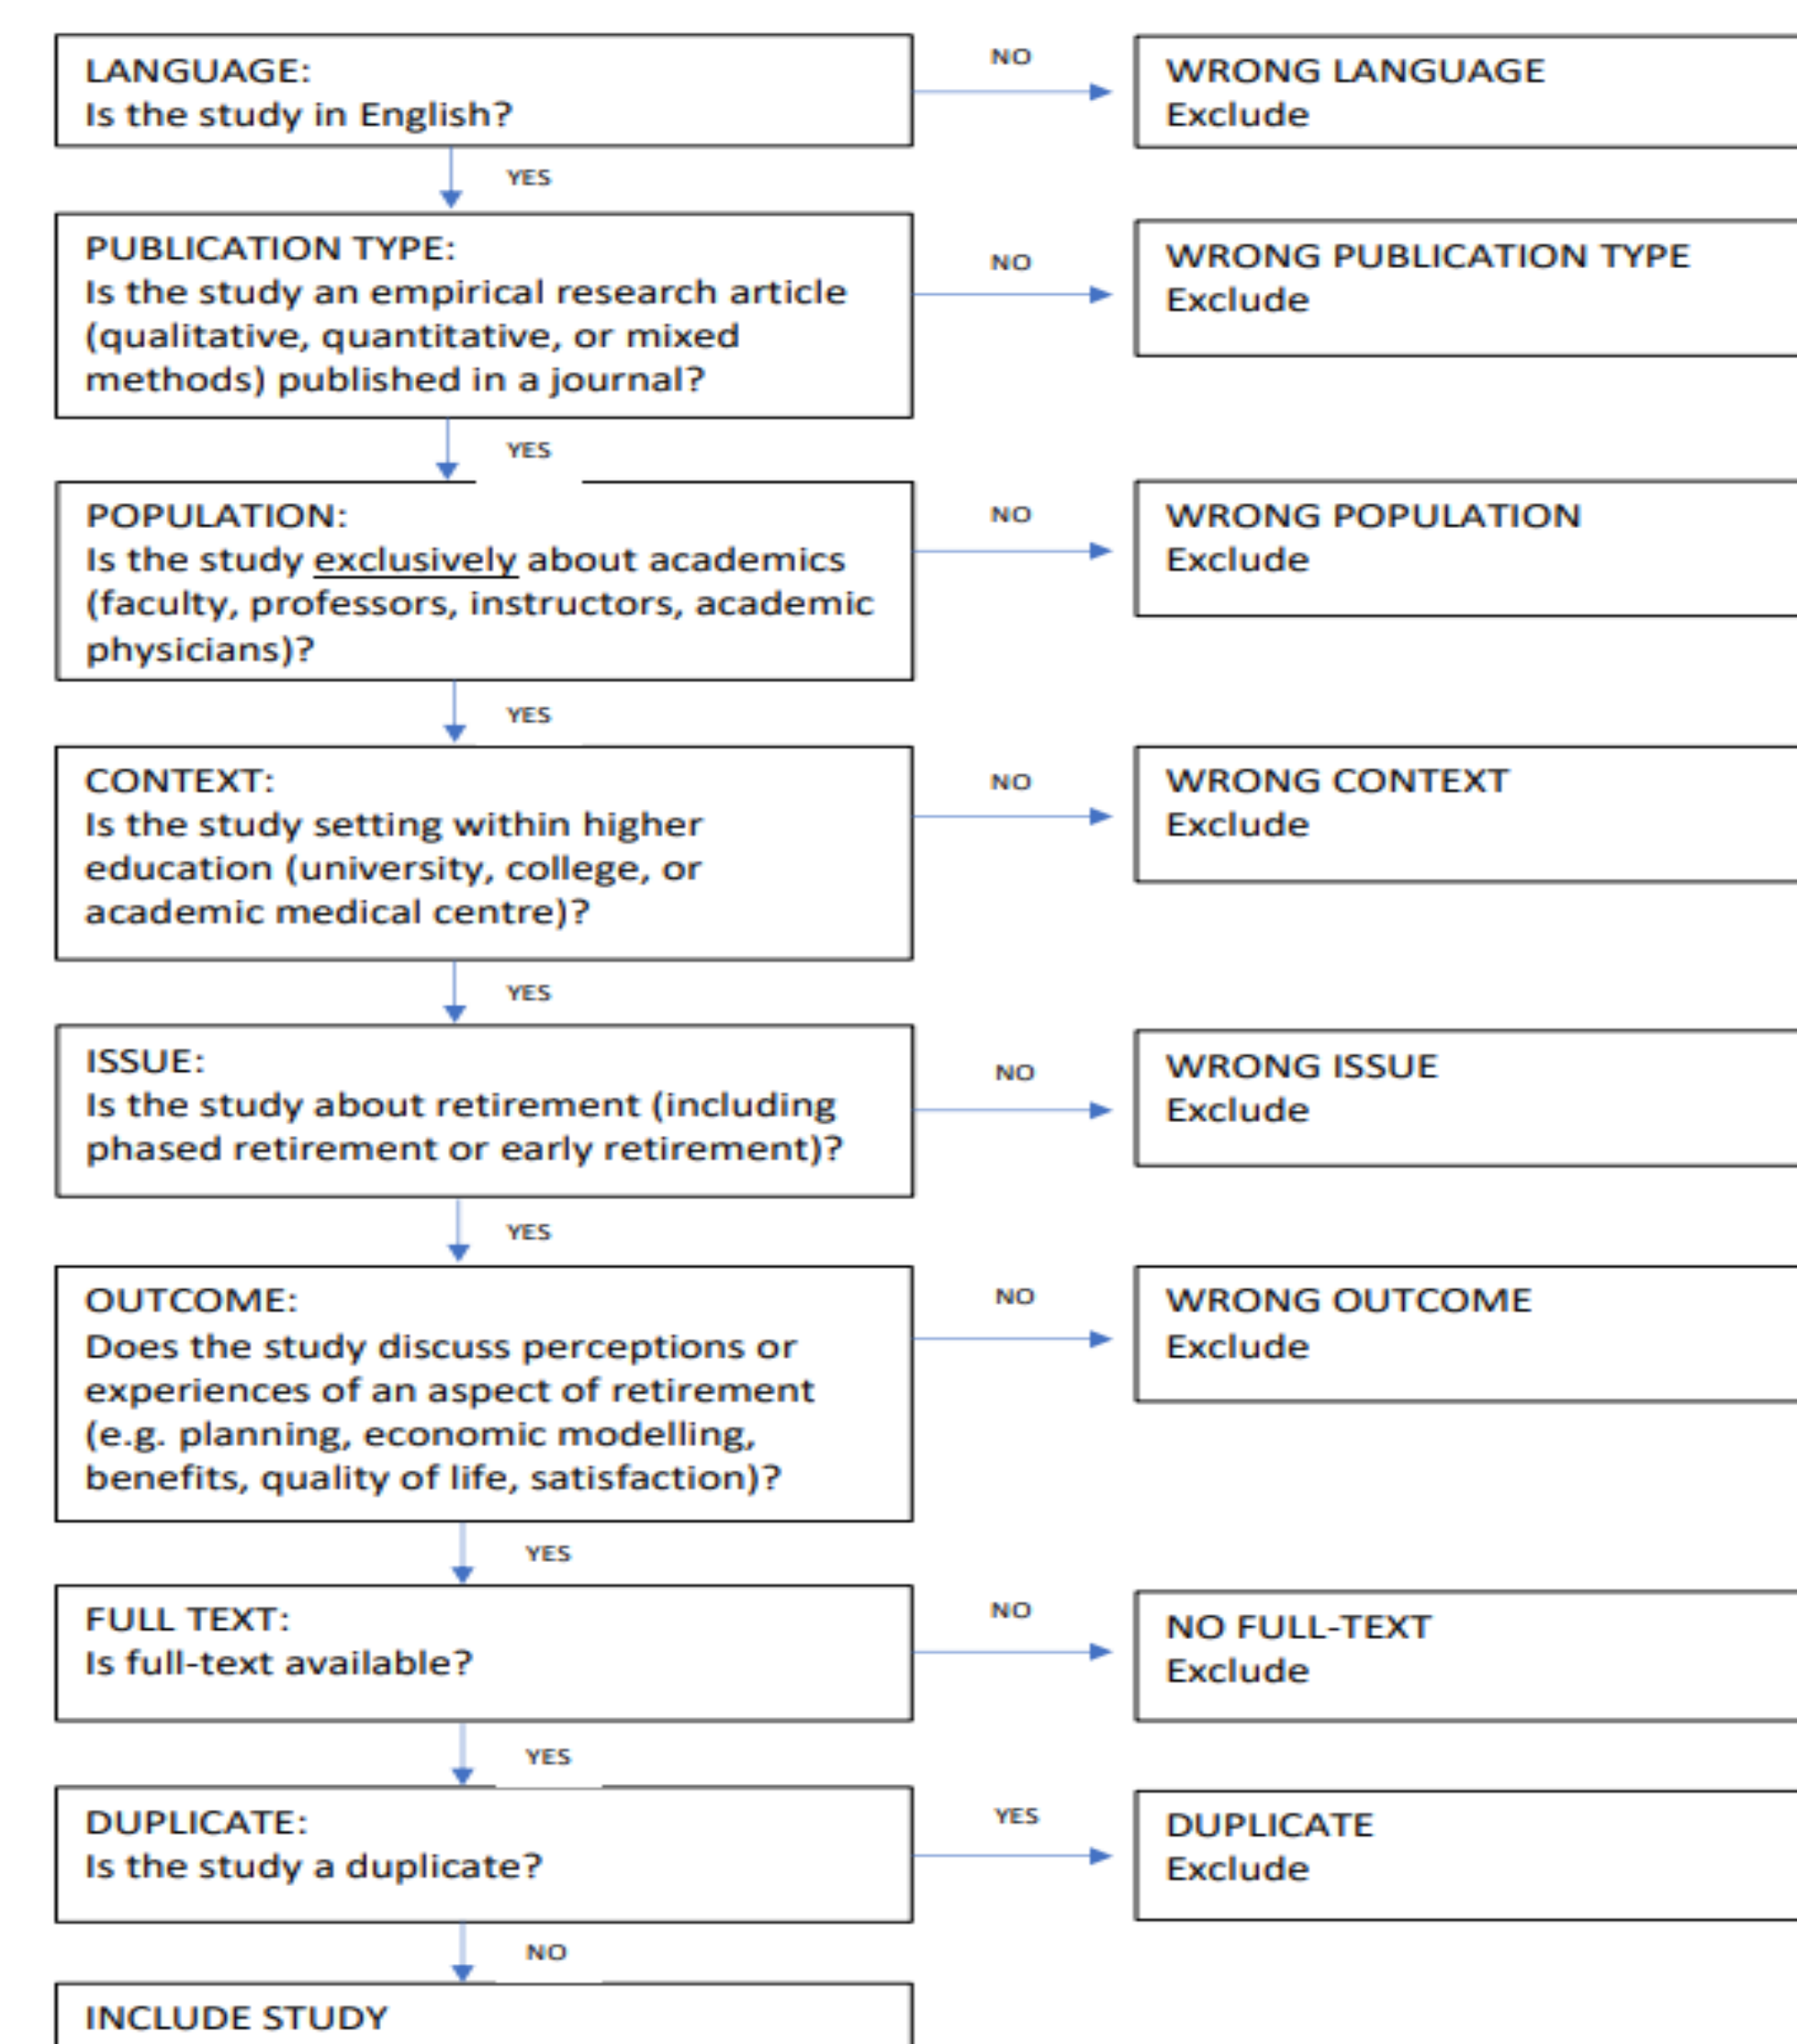 LANGUAGE:
Is the study in English?
NO
WRONG LANGUAGE
Exclude
YES
PUBLICATION TYPE:
Is the study an empirical research article
(qualitative, quantitative, or mixed
methods) published in a journal?
NO
WRONG PUBLICATION TYPE
Exclude
YES
POPULATION:
Is the study exclusively about academics
(faculty, professors, instructors, academic
physicians)?
NO
WRONG POPULATION
Exclude
YES
CONTEXT:
Is the study setting within higher
education (university, college, or
academic medical centre)?
NO
WRONG CONTEXT
Exclude
YES
ISSUE:
Is the study about retirement (including
phased retirement or early retirement)?
NO
WRONG ISSUE
Exclude
YES
OUTCOME:
Does the study discuss perceptions or
experiences of an aspect of retirement
(e.g. planning, economic modelling,
benefits, quality of life, satisfaction)?
NO
WRONG OUTCOME
Exclude
YES
FULL TEXT:
Is full-text available?
NO
NO FULL-TEXT
Exclude
YES
DUPLICATE:
Is the study a duplicate?
YES
DUPLICATE
Exclude
NO
INCLUDE STUDY